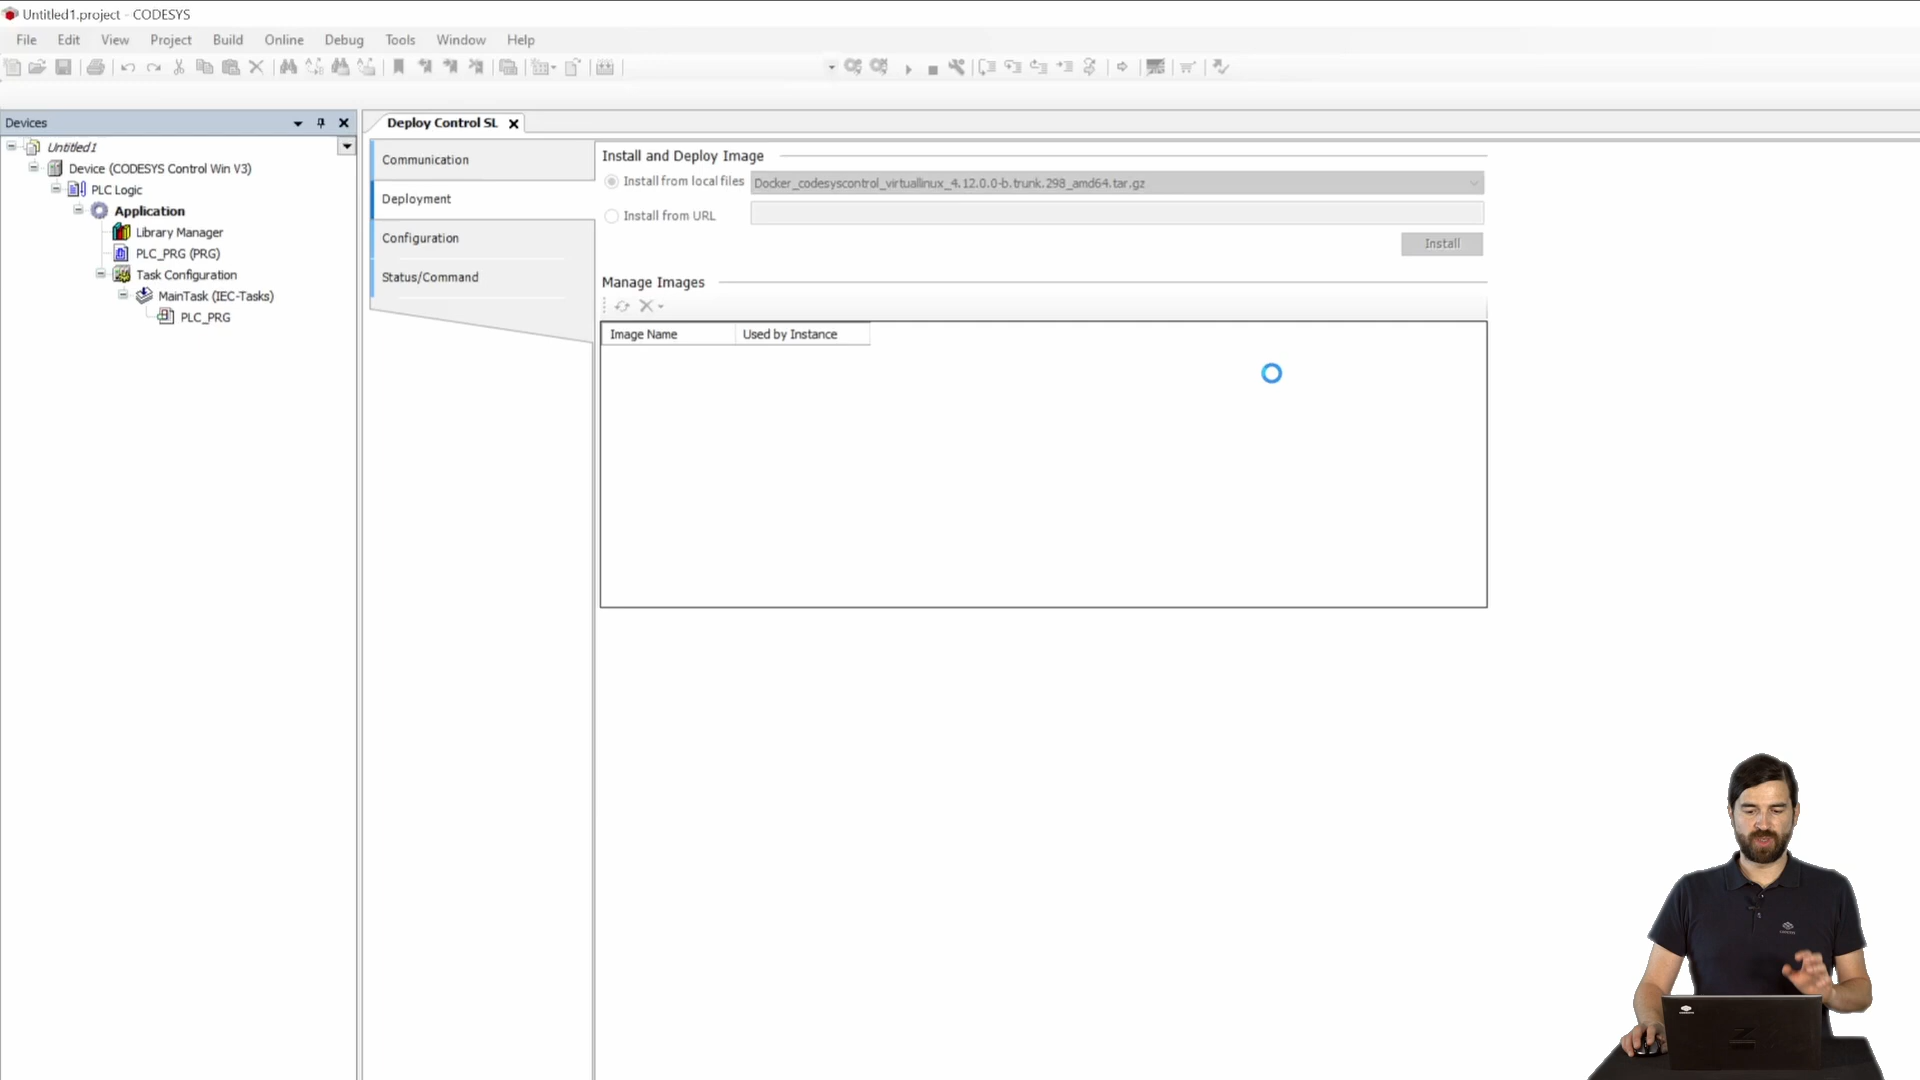 Untitled1.project - CODESYS
File Edit View Project Build Online Debug Tools Window Help
Devices
Untitled1
Device (CODESYS Control Win V3)
PLC Logic
Application
Library Manager
PLC_PRG (PRG)
Task Configuration
MainTask (IEC-Tasks)
PLC_PRG
Deploy Control SL
Communication
Deployment
Configuration
Status/Command
Install and Deploy Image
Install from local files Docker_codesyscontrol_virtuallinux_4.12.0.0-b.trunk.298_amd64.tar.gz
Install from URL
Install
Manage Images
Image Name Used by Instance